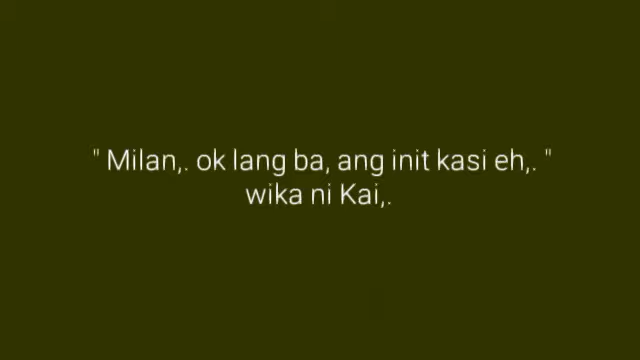 " Milan,. ok lang ba, ang init kasi eh,. "
wika ni Kai,.